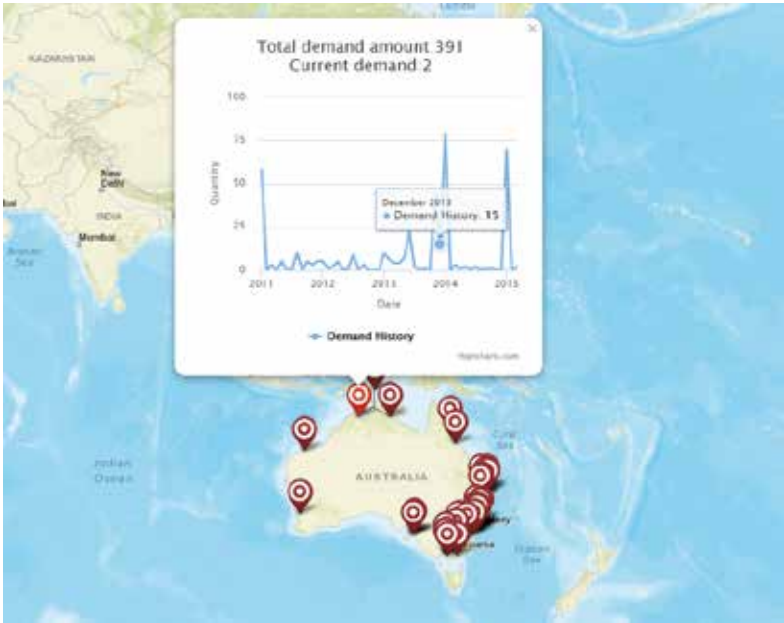 KAZAKHSTAN
New
Delhi
INDIA
Mumbai
Total demand amount 391
Current demand 2
100
75
50
25
0
Quantity
December 2013
Demand History: 15
2011 2012 2013 2014 2015
Date
Demand History
Highcharts.com
Indian
Ocean
AUSTRALIA
Coral
Sea
Tasman
Sea